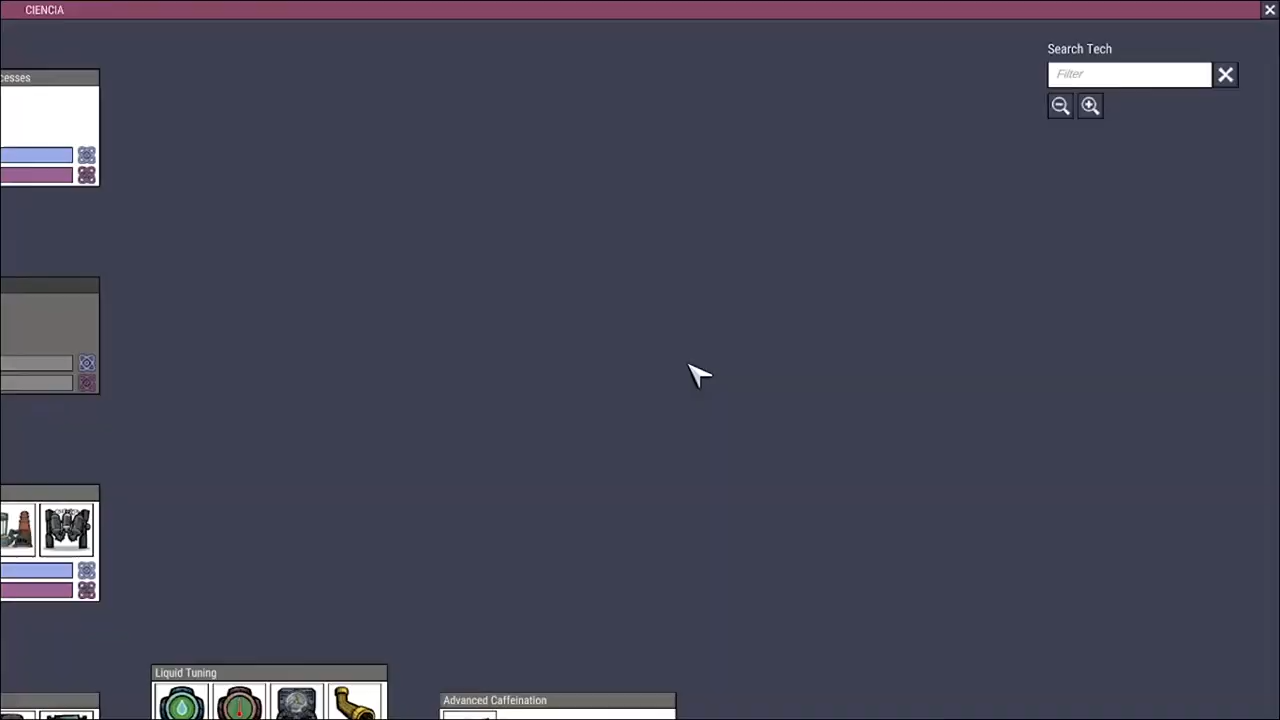 CIENCIA
Search Tech
Filter
cesses
Liquid Tuning
Advanced Caffeination